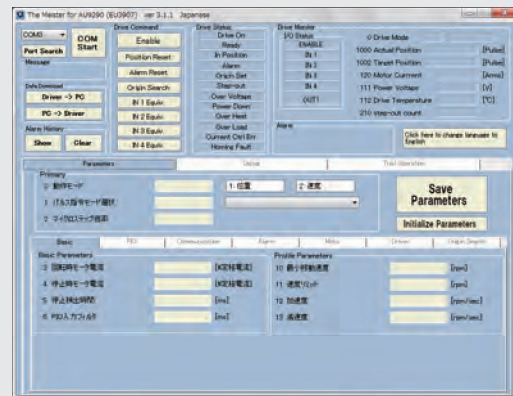 The Meister for AU9290 (EU3907) ver 3.1.1 Japanese
COM3
COM Start
Port Search
Message
Data Download
Driver -> PC
PC -> Driver
Alarm History
Show
Clear
Drive Command
Enable
Position Reset
Alarm Reset
Origin Search
IN 1 Equiv.
IN 2 Equiv.
IN 3 Equiv.
IN 4 Equiv.
Drive Status
Drive On
Ready
In Position
Alarm
Origin Set
Step-out
Over Voltage
Power Down
Over Heat
Over Load
Current Ctrl Err
Homing Fault
Drive Monitor
I/O Status
ENABLE
IN 1
IN 2
IN 3
IN 4
OUT1
0 Drive Mode
1000 Actual Position [Pulse]
1002 Target Position [Pulse]
120 Motor Current [Arms]
111 Power Voltage [V]
112 Drive Temperature [℃]
210 step-out count
Alarm
Click here to change language to English
Parameters
Trial Operation
Primary
0 動作モード
1: 位置
2: 速度
1 パルス指令モード選択
2 マイクロステップ
Save Parameters
Initialize Parameters
Basic
Communication
Alarm
Motor
Driver
Origin Search
Basic Parameters
3 回転時モータ電流 [%定格電流]
4 停止時モータ電流 [%定格電流]
5 停止検出時間 [ms]
6 入力フィルタ [ms]
Profile Parameters
10 最小移動速度 [rpm]
11 速度リミット [rpm]
12 加速度 [rpm/sec]
13 減速度 [rpm/sec]